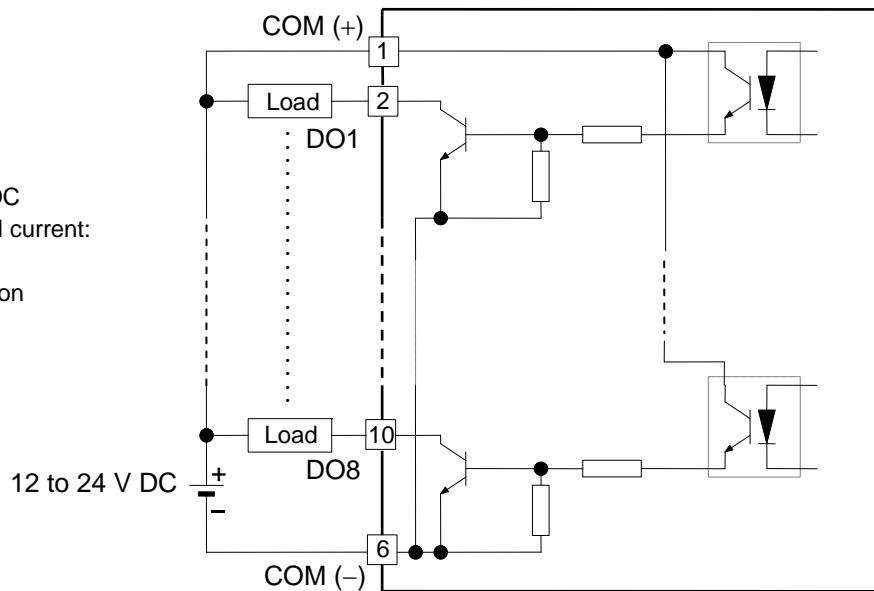 COM (+)
1
Load
2
DO1
DC
l current:
on
Load
10
DO8
12 to 24 V DC
+
−
6
COM (−)